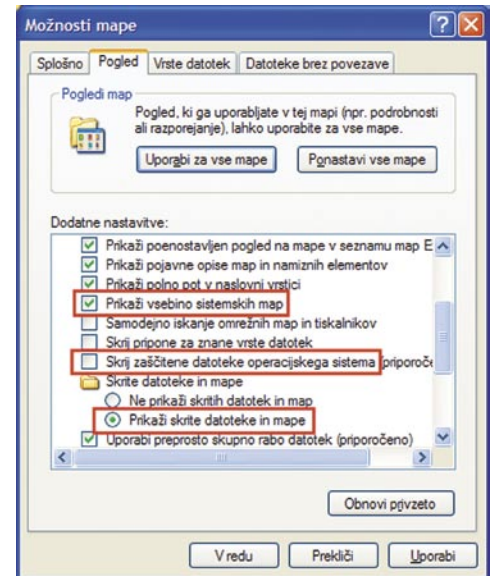 Možnosti mape
Splošno Pogled Vrste datotek Datoteke brez povezave
Pogledi map
Pogled, ki ga uporabljate v tej mapi (npr. podrobnosti
ali razporejanje), lahko uporabite za vse mape.
Uporabi za vse mape Ponastavi vse mape
Dodatne nastavitve:
Prikaži poenostavljen pogled na mape v seznamu map E
Prikaži pojavne opise map in namiznih elementov
Prikaži polno pot v naslovni vrstici
Prikaži vsebino sistemskih map
Samodejno iskanje omrežnih map in tiskalnikov
Skrij pripone za znane vrste datotek
Skrij zaščitene datoteke operacijskega sistema (priporoče
Skrite datoteke in mape
Ne prikaži skritih datotek in map
Prikaži skrite datoteke in mape
Uporabi preprosto skupno rabo datotek (priporočeno)
Obnovi privzeto
V redu Prekliči Uporabi